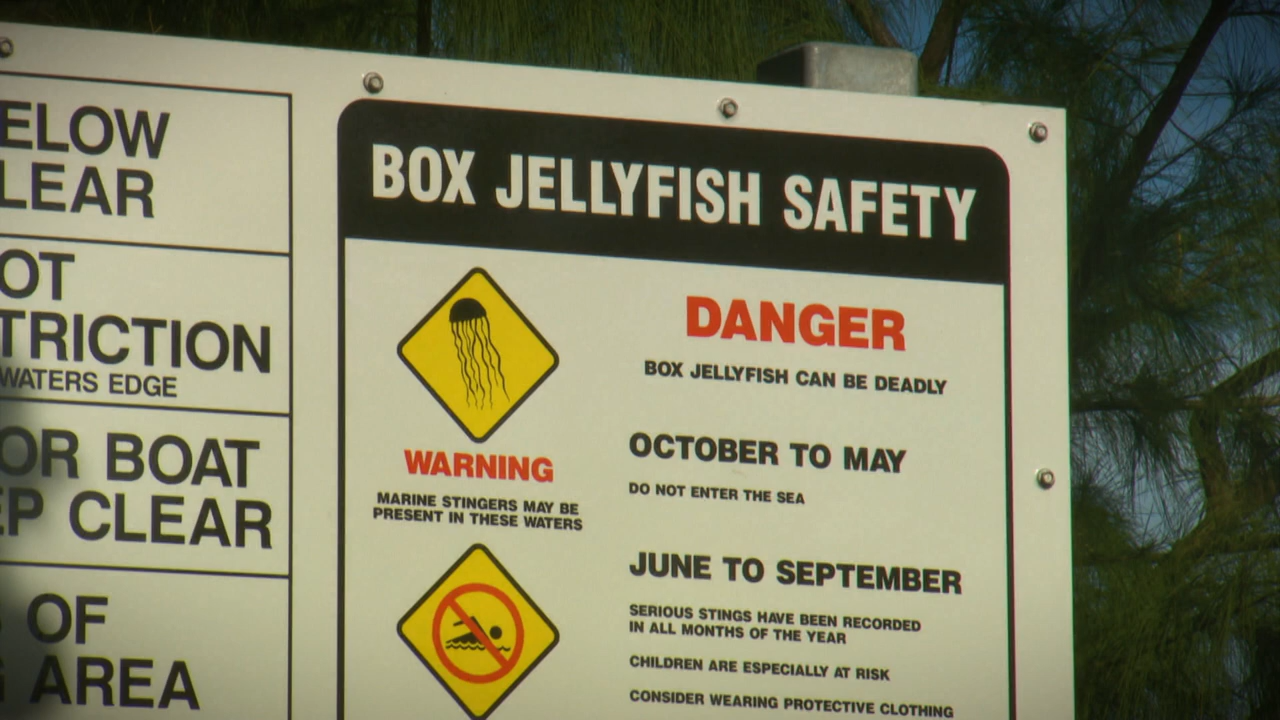 ELOW
LEAR
OT
TRICTION
WATERS EDGE
OR BOAT
EP CLEAR
OF
AREA
BOX JELLYFISH SAFETY
WARNING
MARINE STINGERS MAY BE
PRESENT IN THESE WATERS
DANGER
BOX JELLYFISH CAN BE DEADLY
OCTOBER TO MAY
DO NOT ENTER THE SEA
JUNE TO SEPTEMBER
SERIOUS STINGS HAVE BEEN RECORDED
IN ALL MONTHS OF THE YEAR
CHILDREN ARE ESPECIALLY AT RISK
CONSIDER WEARING PROTECTIVE CLOTHING